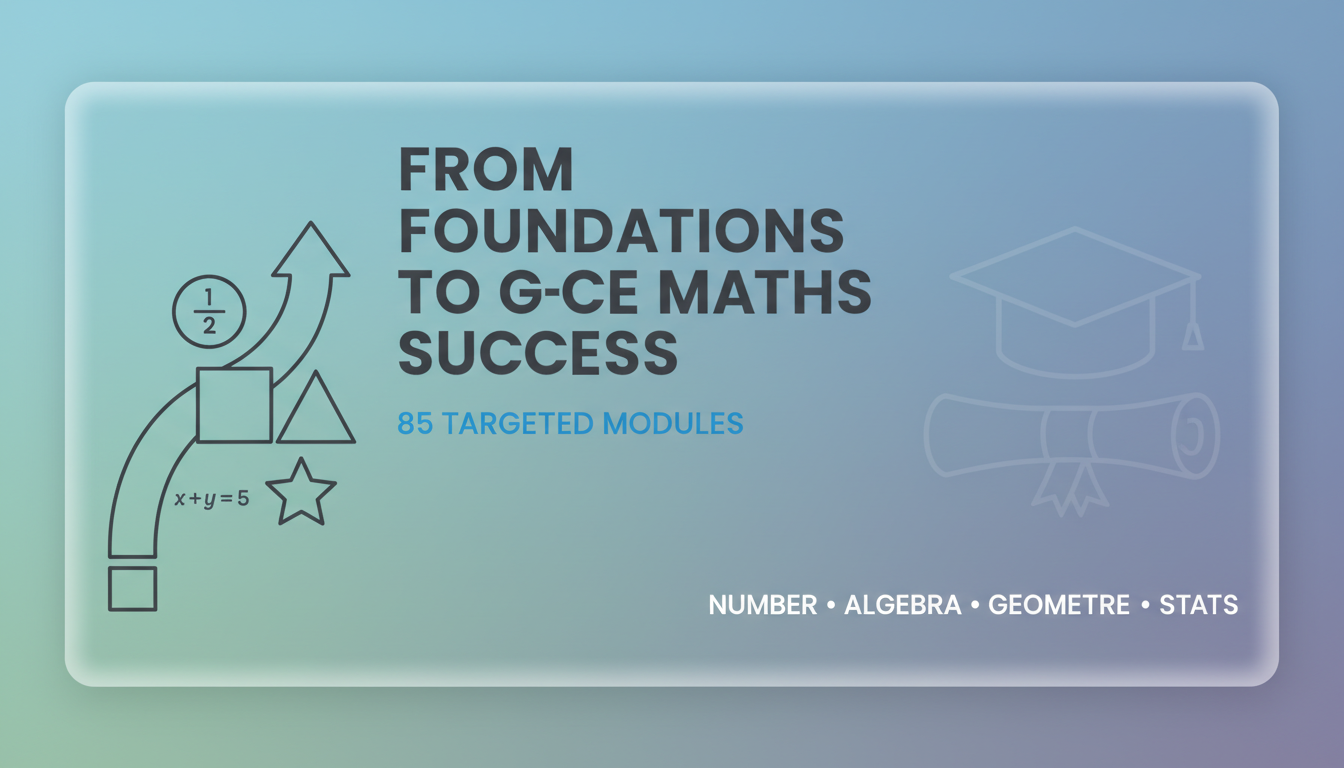 FROM
FOUNDATIONS
TO G-CE MATHS
SUCCESS
85 TARGETED MODULES
1
2
x+y=5
NUMBER • ALGEBRA • GEOMETRE • STATS